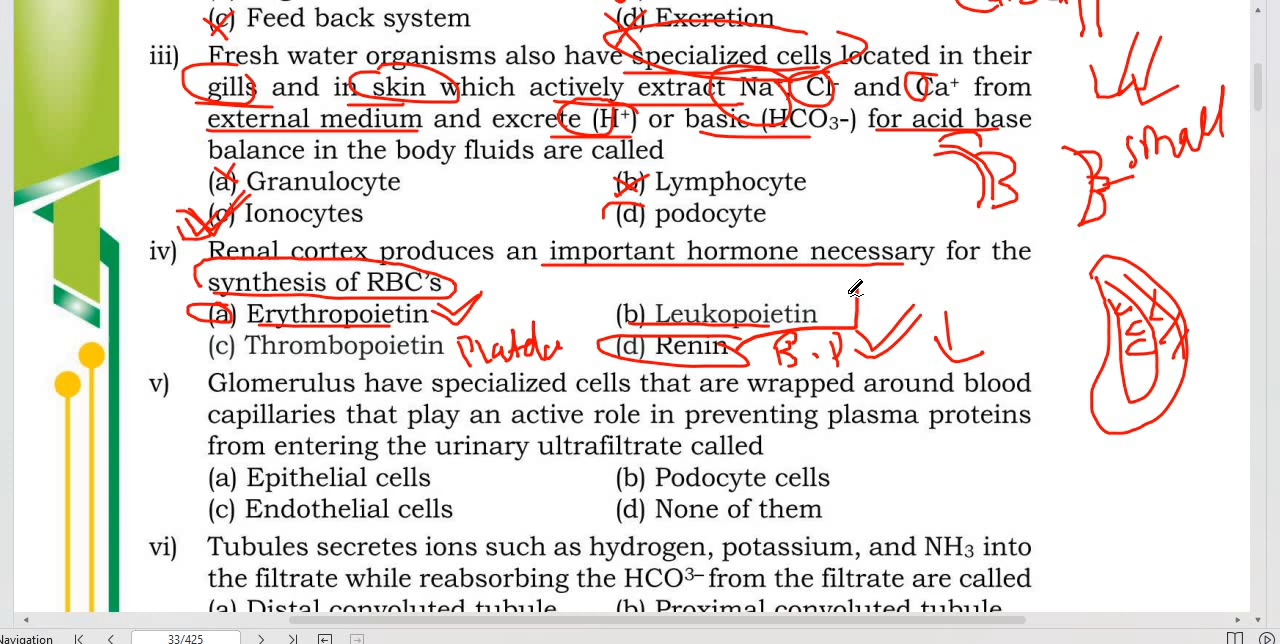 (c) Feed back system (d) Excretion
iii) Fresh water organisms also have specialized cells located in their
gills and in skin which actively extract Na⁺, Cl⁻ and Ca⁺ from
external medium and excrete (H⁺) or basic (HCO₃-) for acid base
balance in the body fluids are called
(a) Granulocyte (b) Lymphocyte
(c) Ionocytes (d) podocyte
B B small
iv) Renal cortex produces an important hormone necessary for the
synthesis of RBC's
(a) Erythropoietin (b) Leukopoietin
(c) Thrombopoietin (d) Renin B.P
v) Glomerulus have specialized cells that are wrapped around blood
capillaries that play an active role in preventing plasma proteins
from entering the urinary ultrafiltrate called
(a) Epithelial cells (b) Podocyte cells
(c) Endothelial cells (d) None of them
vi) Tubules secretes ions such as hydrogen, potassium, and NH₃ into
the filtrate while reabsorbing the HCO³⁻ from the filtrate are called
(a) Distal convoluted tubule (b) Proximal convoluted tubule
Navigation 33/425